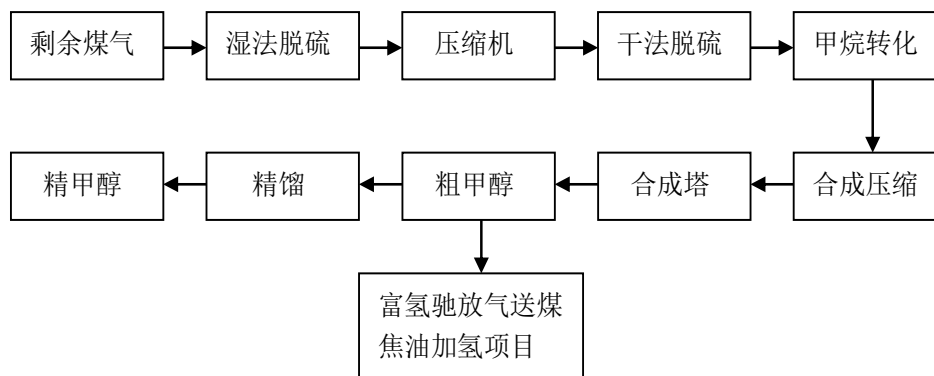 剩余煤气
湿法脱硫
压缩机
干法脱硫
甲烷转化
精甲醇
精馏
粗甲醇
合成塔
合成压缩
富氢驰放气送煤
焦油加氢项目